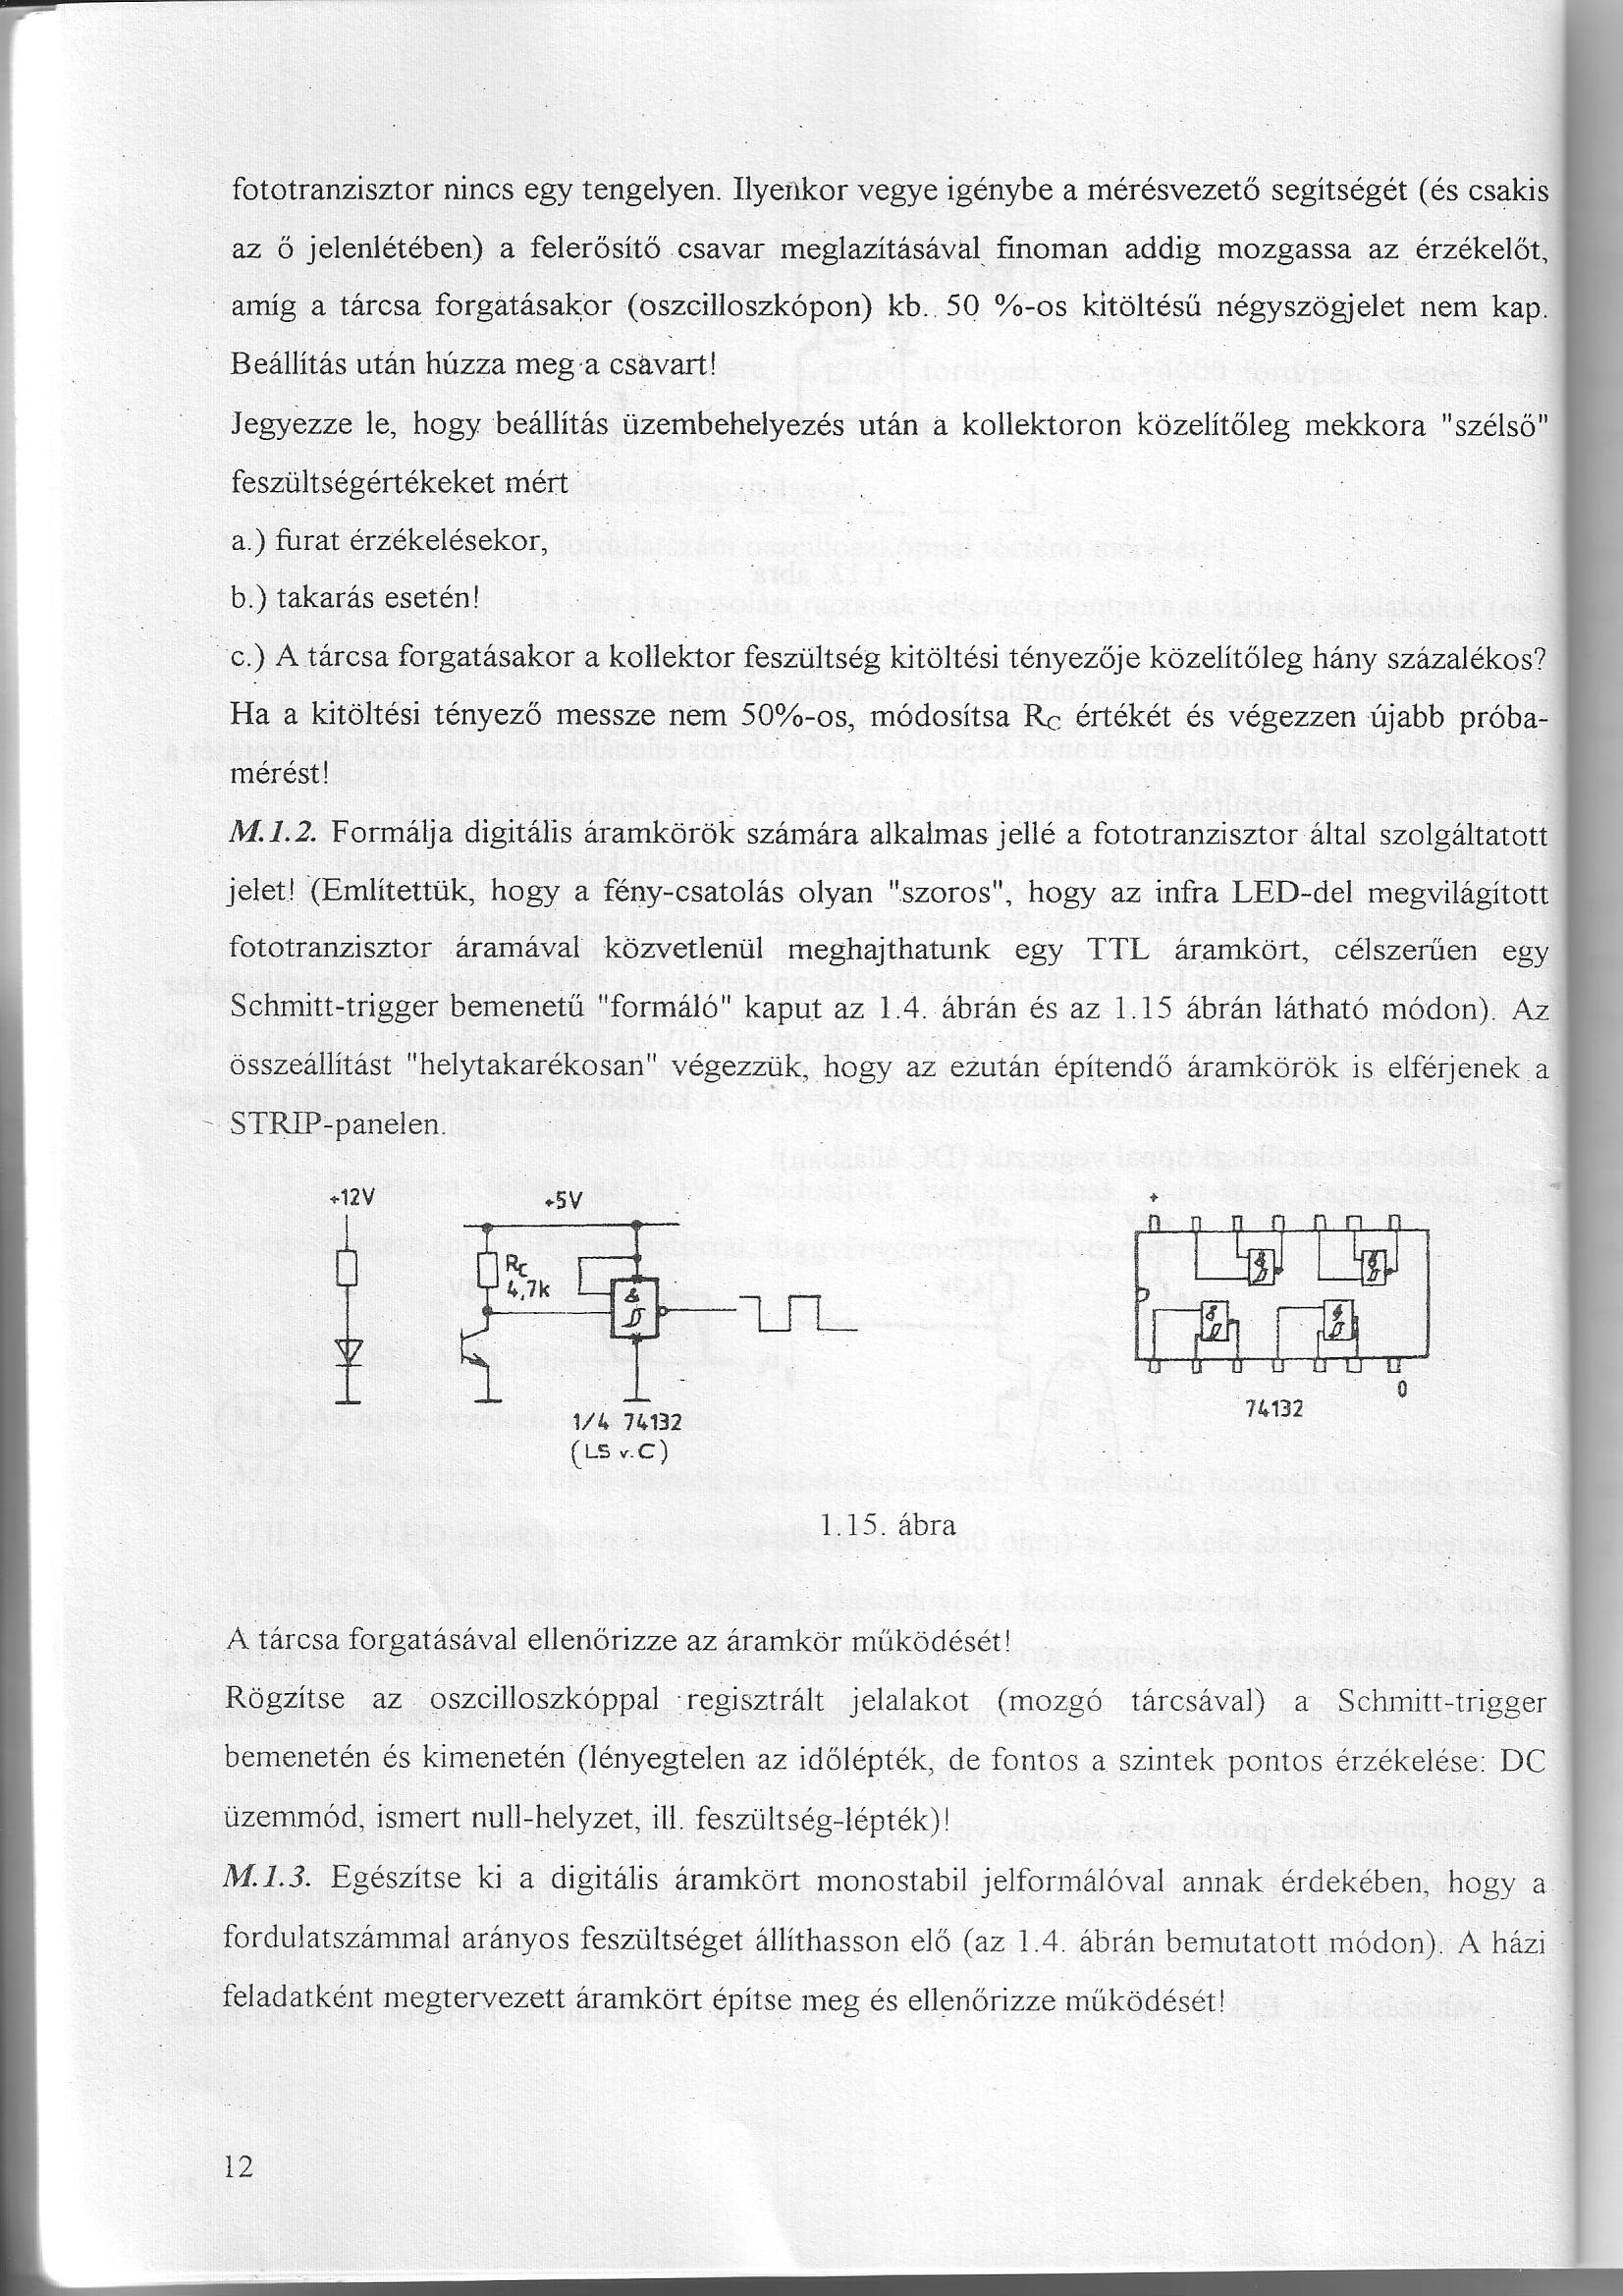 fototranzisztor nincs egy tengelyen. Ilyenkor vegye igénybe a mérésvezető segítségét (és csakis
az ő jelenlétében) a felerősítő csavar meglazításával finoman addig mozgassa az érzékelőt,
amíg a tárcsa forgatásakor (oszcilloszkópon) kb. 50 %-os kitöltésű négyszögjelet nem kap.
Beállítás után húzza meg a csavart!
Jegyezze le, hogy beállítás üzembehelyezés után a kollektoron közelítőleg mekkora "szélső"
feszültségértékeket mért
a.) furat érzékelésekor,
b.) takarás esetén!
c.) A tárcsa forgatásakor a kollektor feszültség kitöltési tényezője közelítőleg hány százalékos?
Ha a kitöltési tényező messze nem 50%-os, módosítsa RC értékét és végezzen újabb próba-
mérést!
M.1.2. Formálja digitális áramkörök számára alkalmas jellé a fototranzisztor által szolgáltatott
jelet! (Említettük, hogy a fény-csatolás olyan "szoros", hogy az infra LED-del megvilágított
fototranzisztor áramával közvetlenül meghajthatunk egy TTL áramkört, célszerűen egy
Schmitt-trigger bemenetű "formáló" kaput az 1.4. ábrán és az 1.15 ábrán látható módon). Az
összeállítást "helytakarékosan" végezzük, hogy az ezután építendő áramkörök is elférjenek a
STRIP-panelen.
+12V +5V +
RC
4,7k
&
& &
& &
1/4 74132
(LS v. C)
0
74132
1.15. ábra
A tárcsa forgatásával ellenőrizze az áramkör működését!
Rögzítse az oszcilloszkóppal regisztrált jelalakot (mozgó tárcsával) a Schmitt-trigger
bemenetén és kimenetén (lényegtelen az időlépték, de fontos a szintek pontos érzékelése: DC
üzemmód, ismert null-helyzet, ill. feszültség-lépték)!
M.1.3. Egészítse ki a digitális áramkört monostabil jelformálóval annak érdekében, hogy a
fordulatszámmal arányos feszültséget állíthasson elő (az 1.4. ábrán bemutatott módon). A házi
feladatként megtervezett áramkört építse meg és ellenőrizze működését!
12